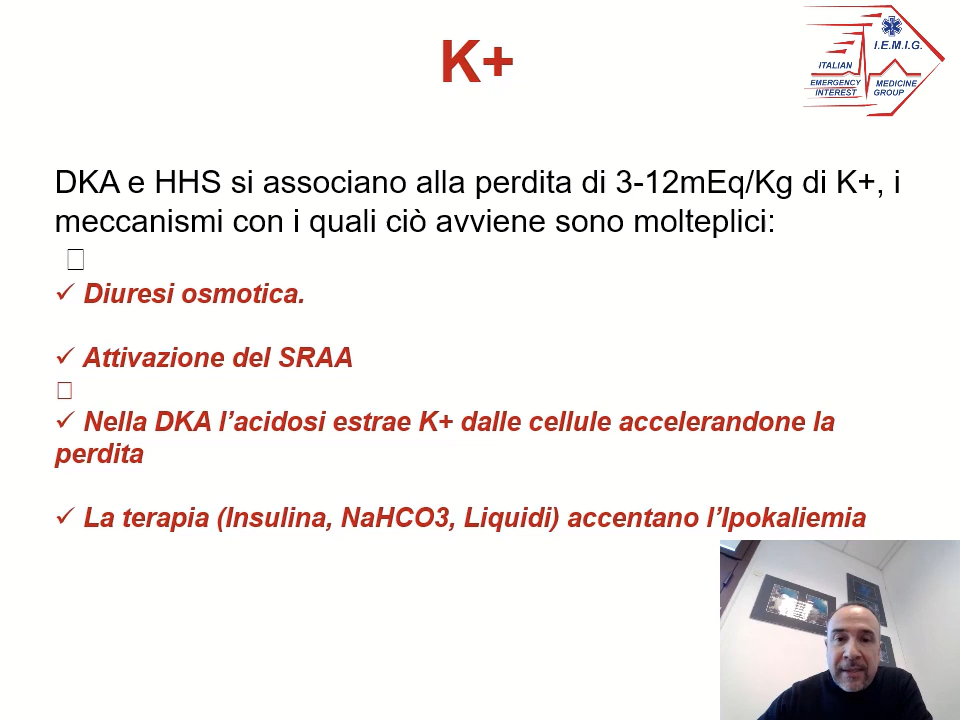 K+
I.E.M.I.G.
ITALIAN
EMERGENCY
INTEREST
MEDICINE
GROUP
DKA e HHS si associano alla perdita di 3-12mEq/Kg di K+, i
meccanismi con i quali ciò avviene sono molteplici:
✓ Diuresi osmotica.
✓ Attivazione del SRAA
✓ Nella DKA l’acidosi estrae K+ dalle cellule accelerandone la
perdita
✓ La terapia (Insulina, NaHCO3, Liquidi) accentano l’Ipokaliemia